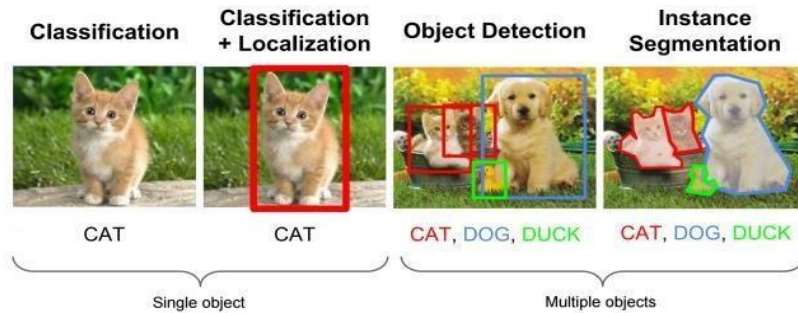 Classification
Classification
+ Localization
Object Detection
Instance
Segmentation
CAT
CAT
CAT, DOG, DUCK
CAT, DOG, DUCK
Single object
Multiple objects